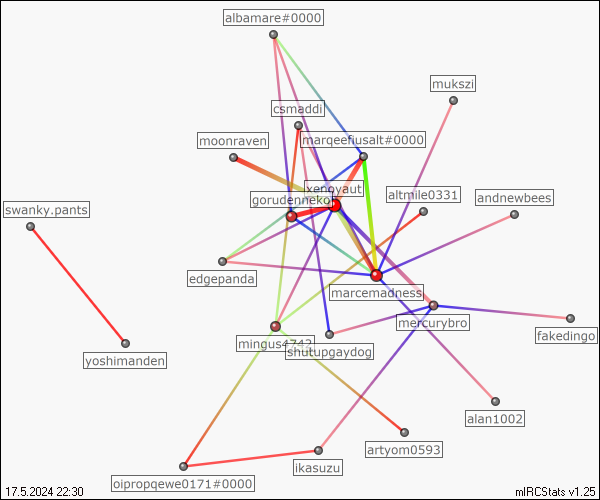 albamare#0000
mukszi
csmaddi
moonraven
marqeefiusalt#0000
xenoyaut
gorudenneko
altmile0331
andnewbees
swanky.pants
edgepanda
marcemadness
mercurybro
fakedingo
mingus4742
shutupgaydog
yoshimanden
alan1002
artyom0593
ikasuzu
oipropqewe0171#0000
17.5.2024 22:30
mIRCStats v1.25